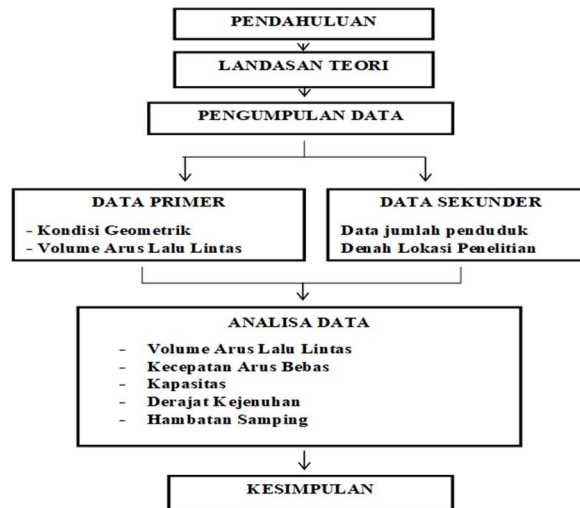 PENDAHULUAN
LANDASAN TEORI
PENGUMPULAN DATA
DATA PRIMER
- Kondisi Geometrik
- Volume Arus Lalu Lintas
DATA SEKUNDER
Data jumlah penduduk
Denah Lokasi Penelitian
ANALISA DATA
- Volume Arus Lalu Lintas
- Kecepatan Arus Bebas
- Kapasitas
- Derajat Kejenuhan
- Hambatan Samping
KESIMPULAN